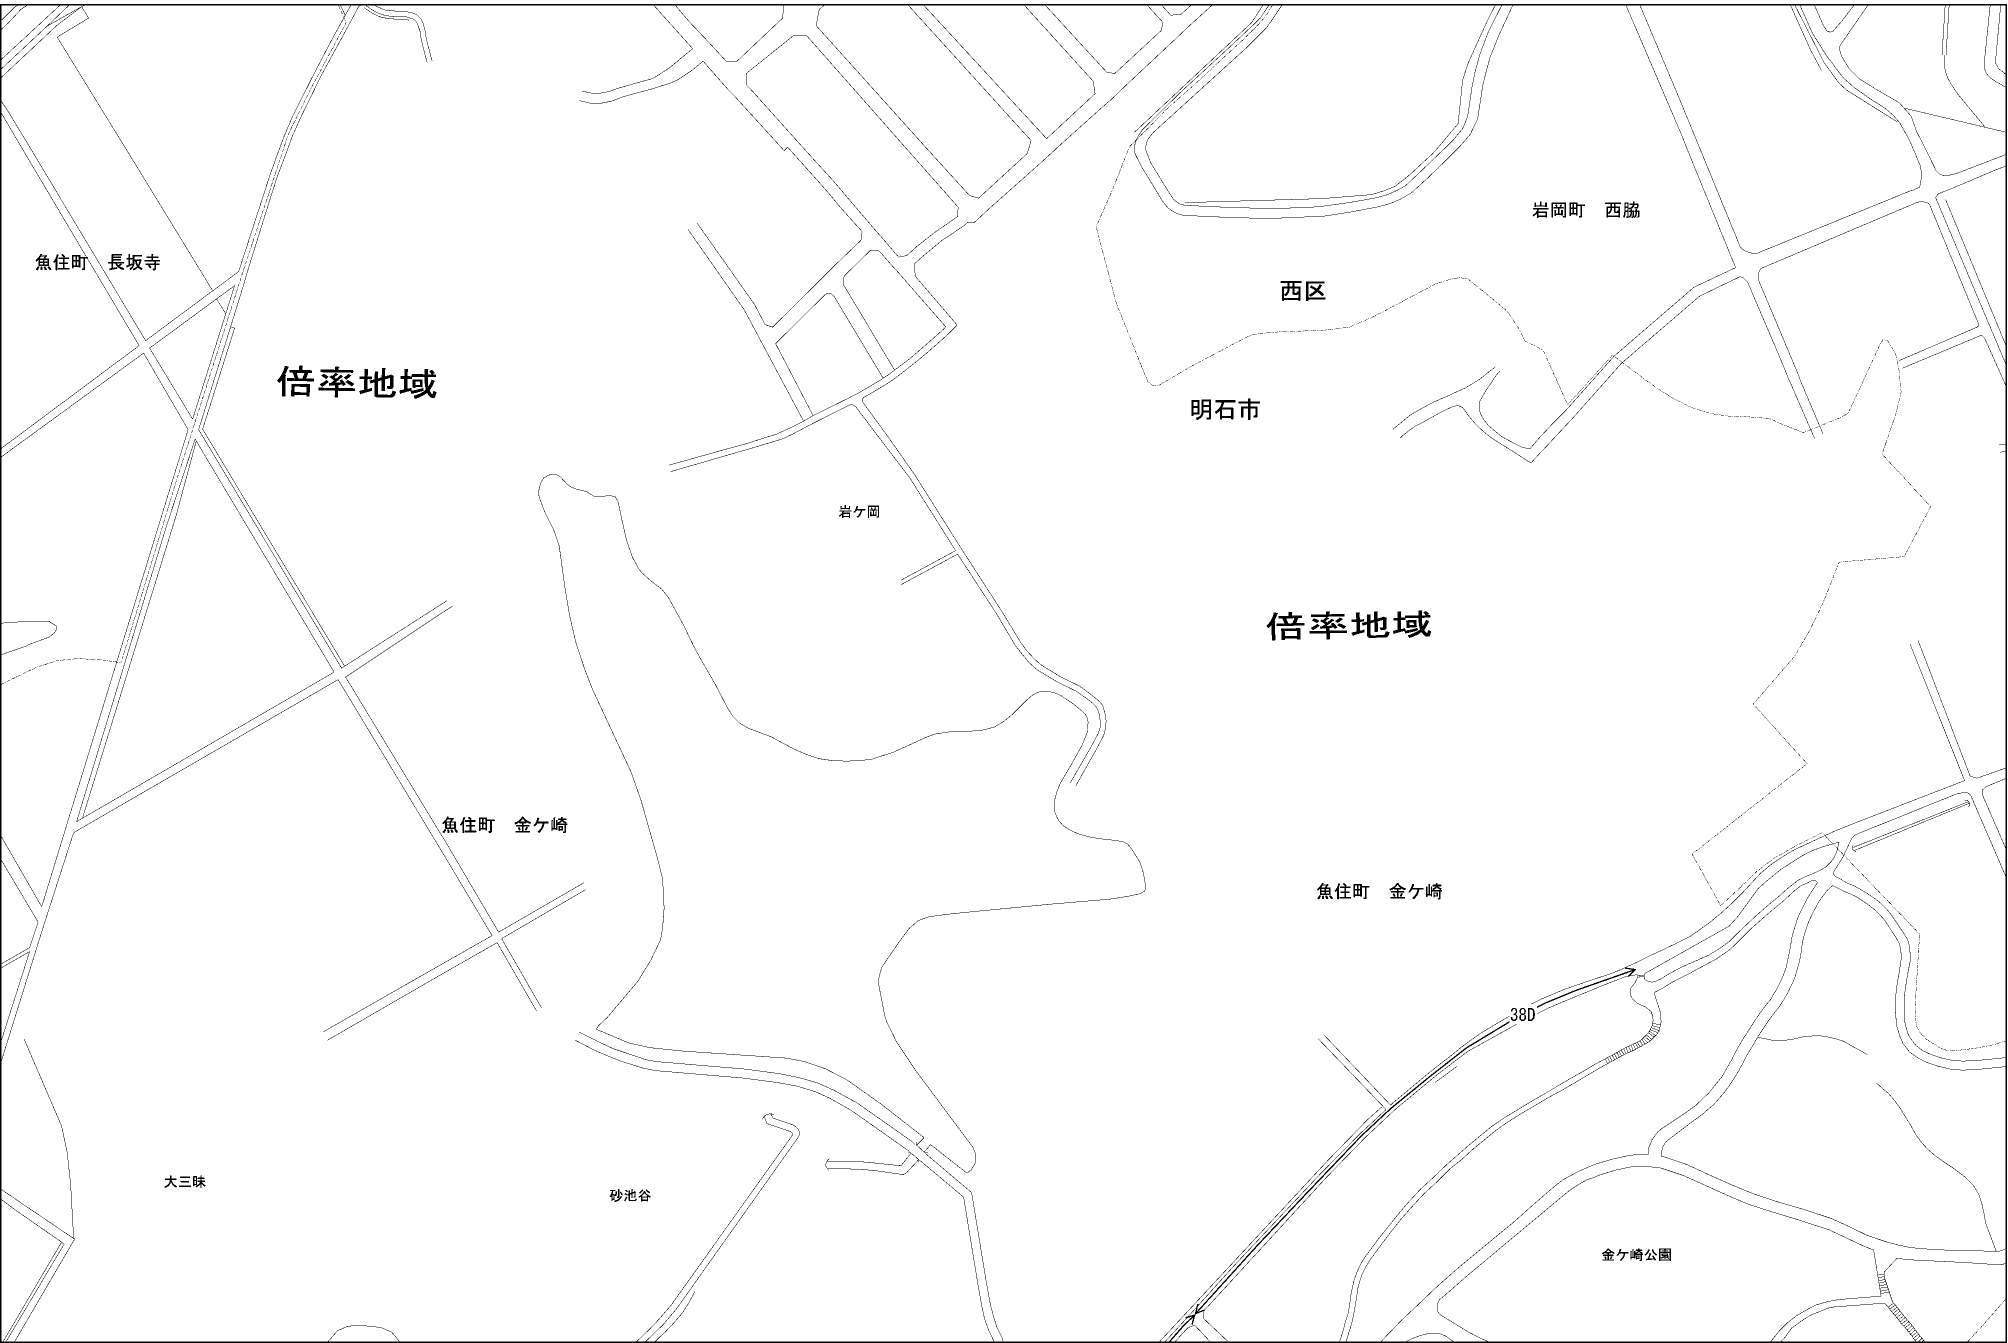 岩岡町　西脇
魚住町　長坂寺
西区
倍率地域
明石市
岩ケ岡
倍率地域
魚住町　金ケ崎
魚住町　金ケ崎
38D
大三昧
砂池谷
金ケ崎公園